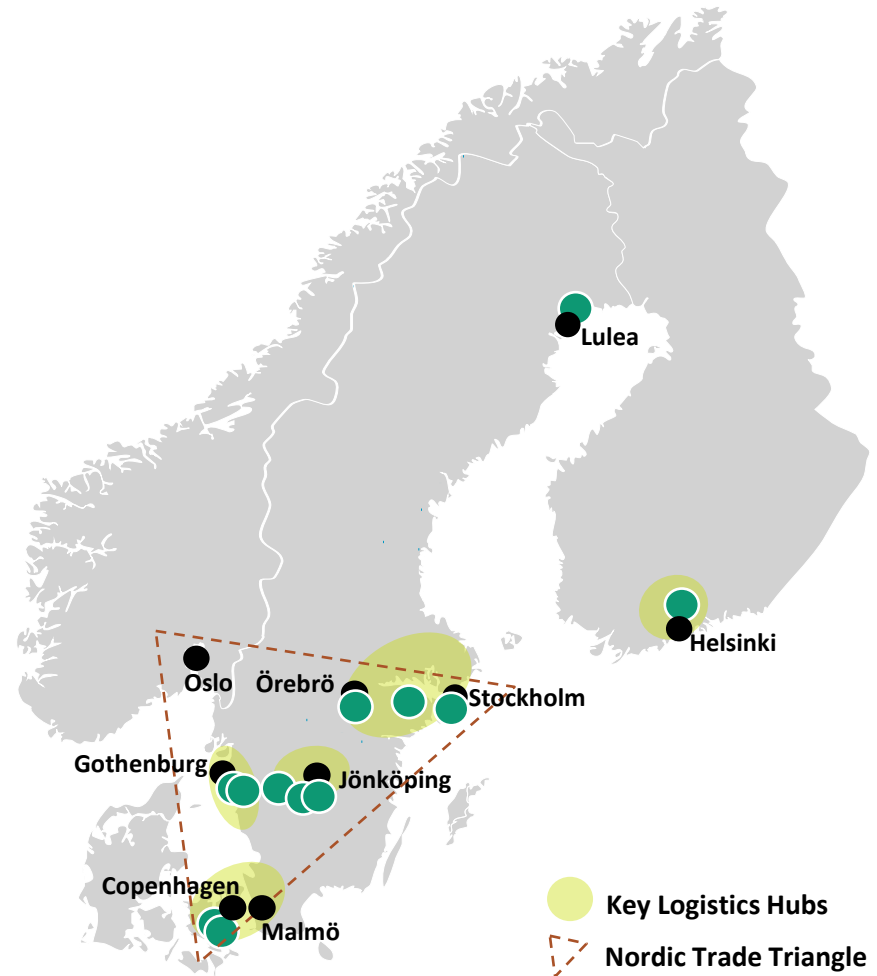 Lulea
Helsinki
Oslo
Örebrö
Stockholm
Gothenburg
Jönköping
Copenhagen
Malmö
Key Logistics Hubs
Nordic Trade Triangle